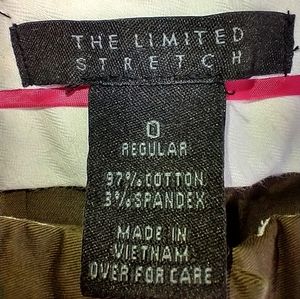 THE LIMITED
STRETCH
0
REGULAR
97% COTTON
3% SPANDEX
MADE IN
VIETNAM
OVER FOR CARE